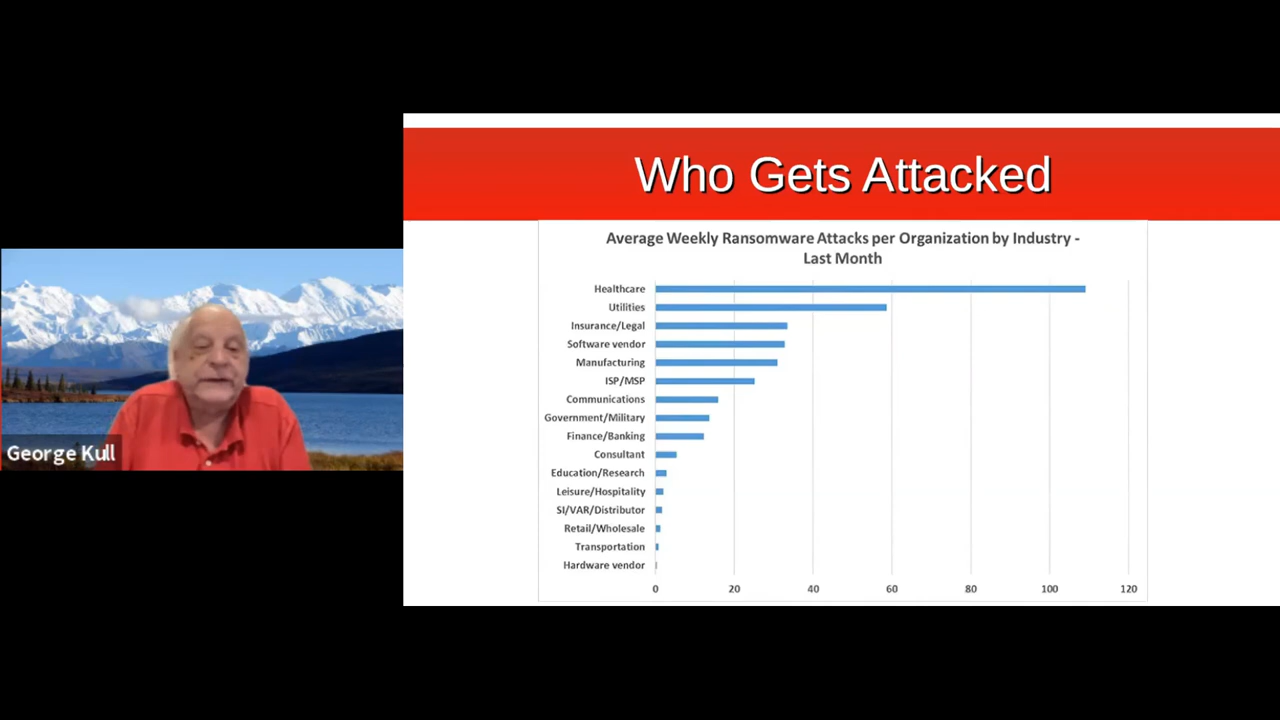 Who Gets Attacked
Average Weekly Ransomware Attacks per Organization by Industry -
Last Month
Healthcare
Utilities
Insurance/Legal
Software vendor
Manufacturing
ISP/MSP
Communications
Government/Military
Finance/Banking
Consultant
Education/Research
Leisure/Hospitality
SI/VAR/Distributor
Retail/Wholesale
Transportation
Hardware vendor
0 20 40 60 80 100 120
George Kull